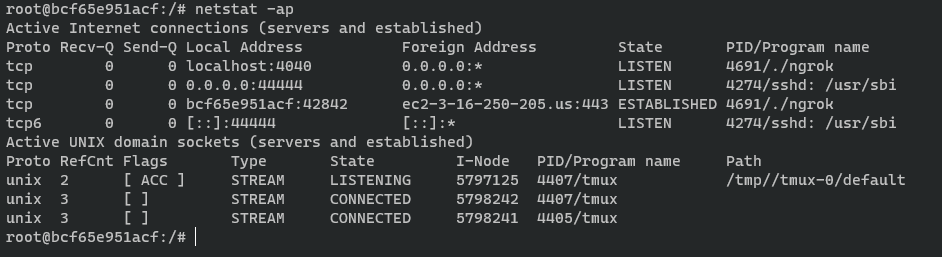 root@bcf65e951acf:/# netstat -ap
Active Internet connections (servers and established)
Proto Recv-Q Send-Q Local Address           Foreign Address         State       PID/Program name
tcp        0      0 localhost:4040          0.0.0.0:*               LISTEN      4691/./ngrok
tcp        0      0 0.0.0.0:44444           0.0.0.0:*               LISTEN      4274/sshd: /usr/sbi
tcp        0      0 bcf65e951acf:42842      ec2-3-16-250-205.us:443 ESTABLISHED 4691/./ngrok
tcp6       0      0 [::]:44444              [::]:*                  LISTEN      4274/sshd: /usr/sbi
Active UNIX domain sockets (servers and established)
Proto RefCnt Flags       Type       State         I-Node   PID/Program name     Path
unix  2      [ ACC ]     STREAM     LISTENING     5797125  4407/tmux            /tmp//tmux-0/default
unix  3      [ ]         STREAM     CONNECTED     5798242  4407/tmux
unix  3      [ ]         STREAM     CONNECTED     5798241  4405/tmux
root@bcf65e951acf:/#